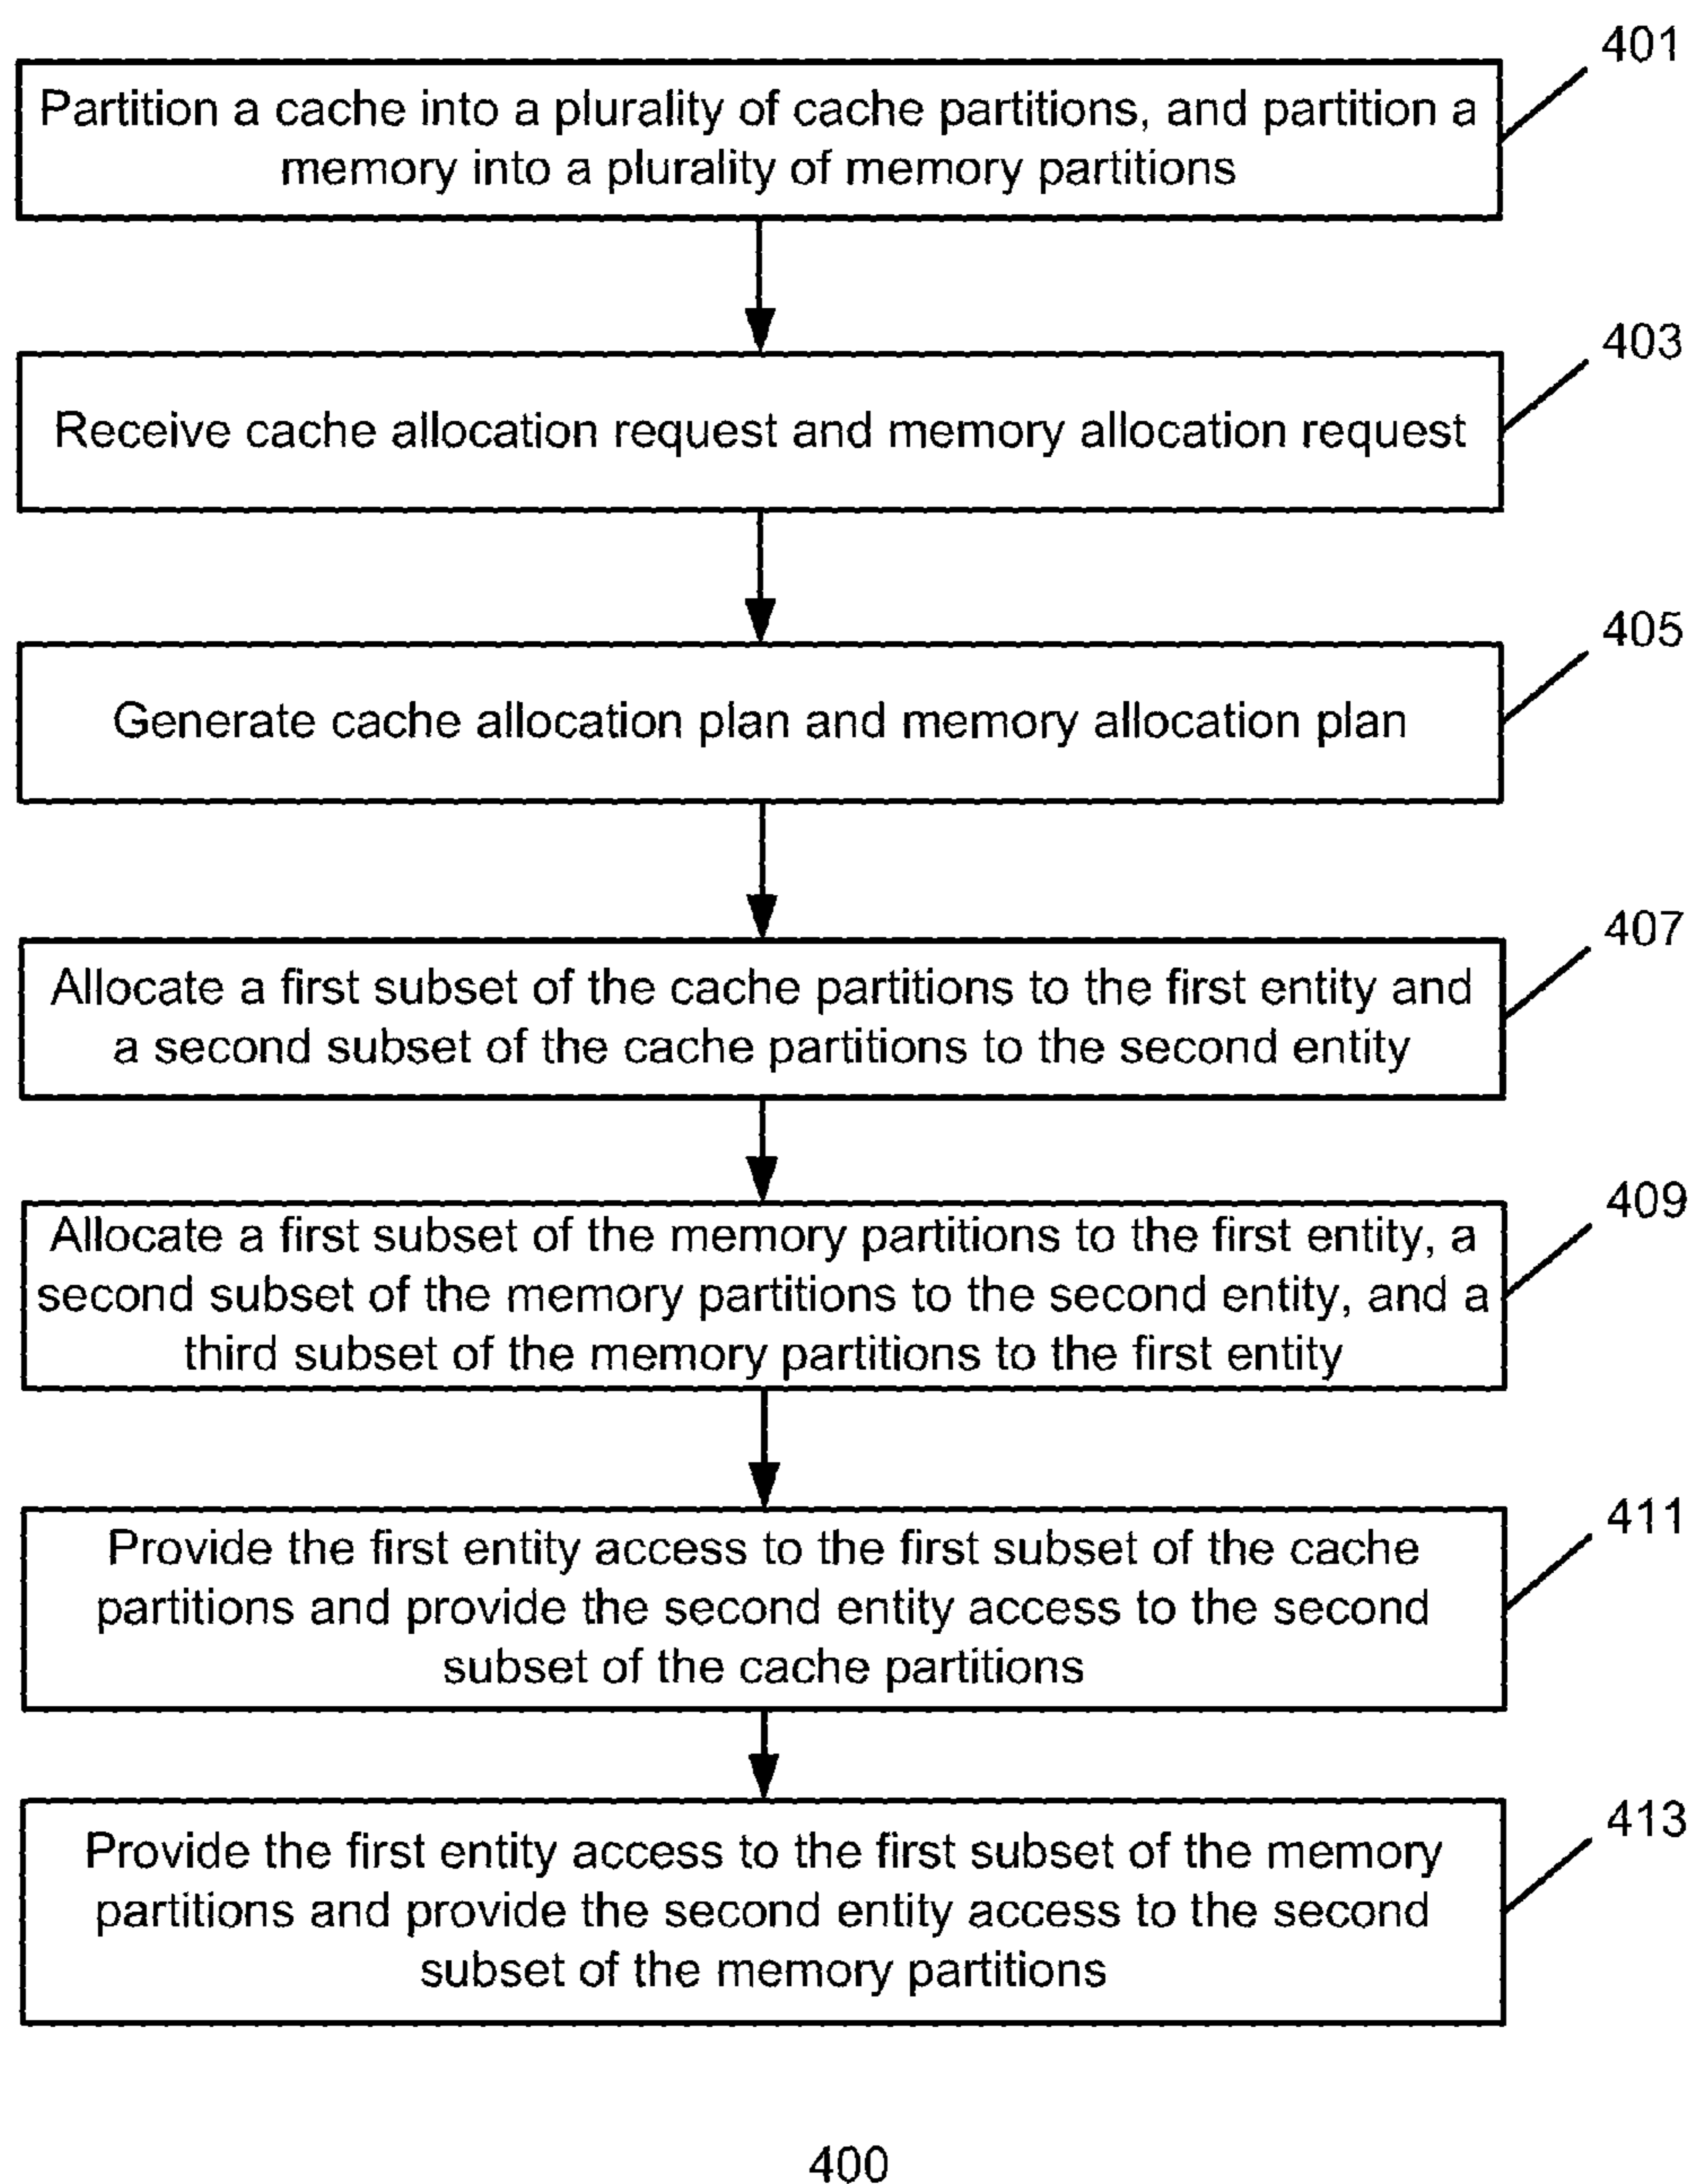 401
Partition a cache into a plurality of cache partitions, and partition a
memory into a plurality of memory partitions
403
Receive cache allocation request and memory allocation request
405
Generate cache allocation plan and memory allocation plan
407
Allocate a first subset of the cache partitions to the first entity and
a second subset of the cache partitions to the second entity
409
Allocate a first subset of the memory partitions to the first entity, a
second subset of the memory partitions to the second entity, and a
third subset of the memory partitions to the first entity
411
Provide the first entity access to the first subset of the cache
partitions and provide the second entity access to the second
subset of the cache partitions
413
Provide the first entity access to the first subset of the memory
partitions and provide the second entity access to the second
subset of the memory partitions
400